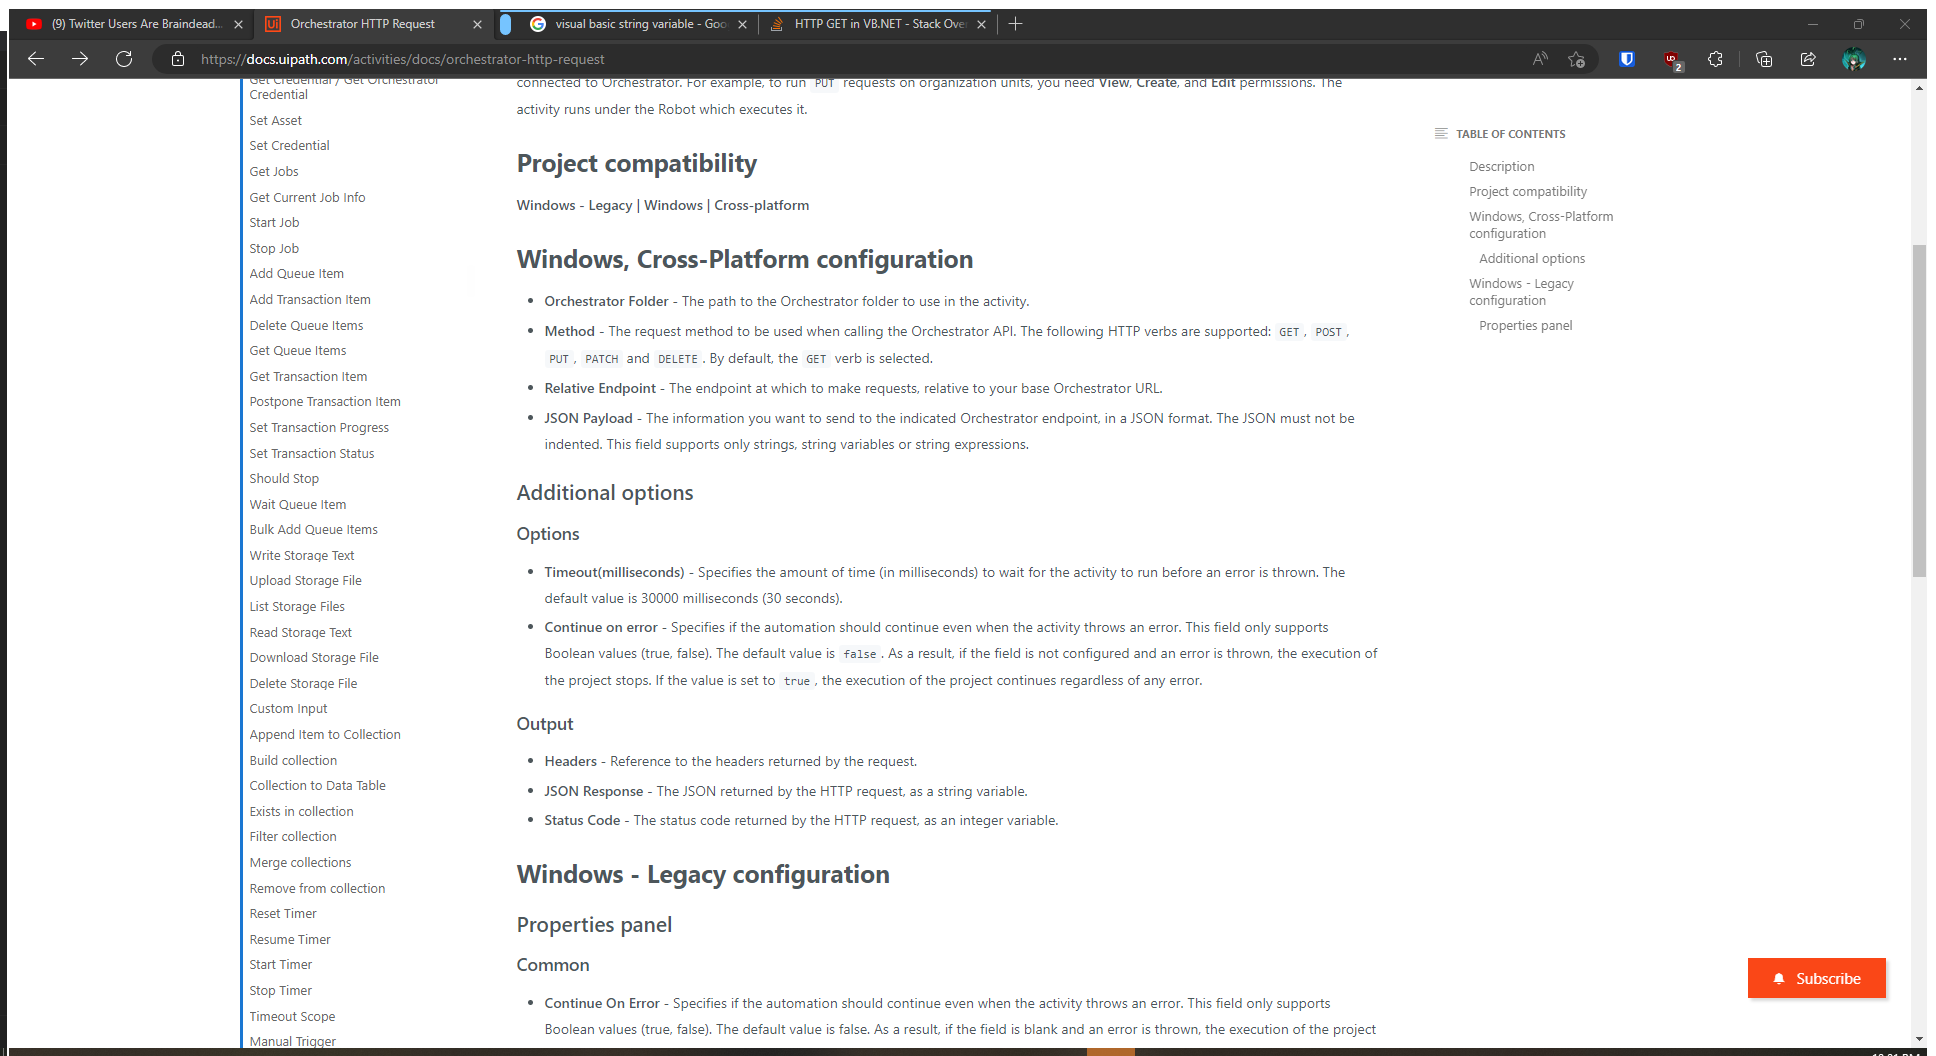 (9) Twitter Users Are Braindead...
Orchestrator HTTP Request
visual basic string variable - Goo
HTTP GET in VB.NET - Stack Ove
https://docs.uipath.com/activities/docs/orchestrator-http-request
2
Get Credential / Get Orchestrator
Credential
Set Asset
Set Credential
Get Jobs
Get Current Job Info
Start Job
Stop Job
Add Queue Item
Add Transaction Item
Delete Queue Items
Get Queue Items
Get Transaction Item
Postpone Transaction Item
Set Transaction Progress
Set Transaction Status
Should Stop
Wait Queue Item
Bulk Add Queue Items
Write Storage Text
Upload Storage File
List Storage Files
Read Storage Text
Download Storage File
Delete Storage File
Custom Input
Append Item to Collection
Build collection
Collection to Data Table
Exists in collection
Filter collection
Merge collections
Remove from collection
Reset Timer
Resume Timer
Start Timer
Stop Timer
Timeout Scope
Manual Trigger
connected to Orchestrator. For example, to run PUT requests on organization units, you need View, Create, and Edit permissions. The
activity runs under the Robot which executes it.
Project compatibility
Windows - Legacy | Windows | Cross-platform
Windows, Cross-Platform configuration
• Orchestrator Folder - The path to the Orchestrator folder to use in the activity.
• Method - The request method to be used when calling the Orchestrator API. The following HTTP verbs are supported: GET, POST,
PUT, PATCH and DELETE. By default, the GET verb is selected.
• Relative Endpoint - The endpoint at which to make requests, relative to your base Orchestrator URL.
• JSON Payload - The information you want to send to the indicated Orchestrator endpoint, in a JSON format. The JSON must not be
indented. This field supports only strings, string variables or string expressions.
Additional options
Options
• Timeout(milliseconds) - Specifies the amount of time (in milliseconds) to wait for the activity to run before an error is thrown. The
default value is 30000 milliseconds (30 seconds).
• Continue on error - Specifies if the automation should continue even when the activity throws an error. This field only supports
Boolean values (true, false). The default value is false. As a result, if the field is not configured and an error is thrown, the execution of
the project stops. If the value is set to true, the execution of the project continues regardless of any error.
Output
• Headers - Reference to the headers returned by the request.
• JSON Response - The JSON returned by the HTTP request, as a string variable.
• Status Code - The status code returned by the HTTP request, as an integer variable.
Windows - Legacy configuration
Properties panel
Common
• Continue On Error - Specifies if the automation should continue even when the activity throws an error. This field only supports
Boolean values (true, false). The default value is false. As a result, if the field is blank and an error is thrown, the execution of the project
TABLE OF CONTENTS
Description
Project compatibility
Windows, Cross-Platform
configuration
Additional options
Windows - Legacy
configuration
Properties panel
Subscribe